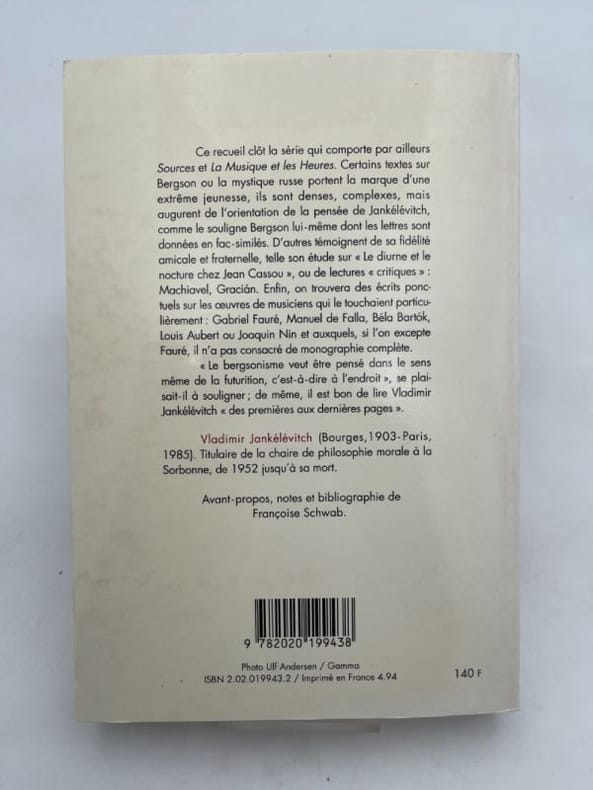 Ce recueil clôt la série qui comporte par ailleurs
Sources et La Musique et les Heures. Certains textes sur
Bergson ou la mystique russe portent la marque d'une
extrême jeunesse, ils sont denses, complexes, mais
augurent de l'orientation de la pensée de Jankélévitch,
comme le souligne Bergson lui-même dont les lettres sont
données en fac-similés. D'autres témoignent de sa fidélité
amicale et fraternelle, telle son étude sur « Le diurne et le
nocture chez Jean Cassou », ou de lectures « critiques » :
Machiavel, Gracián. Enfin, on trouvera des écrits ponc-
tuels sur les œuvres de musiciens qui le touchaient particu-
lièrement : Gabriel Fauré, Manuel de Falla, Béla Bartók,
Louis Aubert ou Joaquin Nin et auxquels, si l'on excepte
Fauré, il n'a pas consacré de monographie complète.
« Le bergsonisme veut être pensé dans le sens
même de la futurition, c'est-à-dire à l'endroit », se plai-
sait-il à souligner ; de même, il est bon de lire Vladimir
Jankélévitch « des premières aux dernières pages ».
Vladimir Jankélévitch (Bourges, 1903-Paris,
1985). Titulaire de la chaire de philosophie morale à la
Sorbonne, de 1952 jusqu'à sa mort.
Avant-propos, notes et bibliographie de
Françoise Schwab.
9 782020 199438
Photo Ulf Andersen / Gamma
ISBN 2.02.019943.2 / Imprimé en France 4.94
140 F